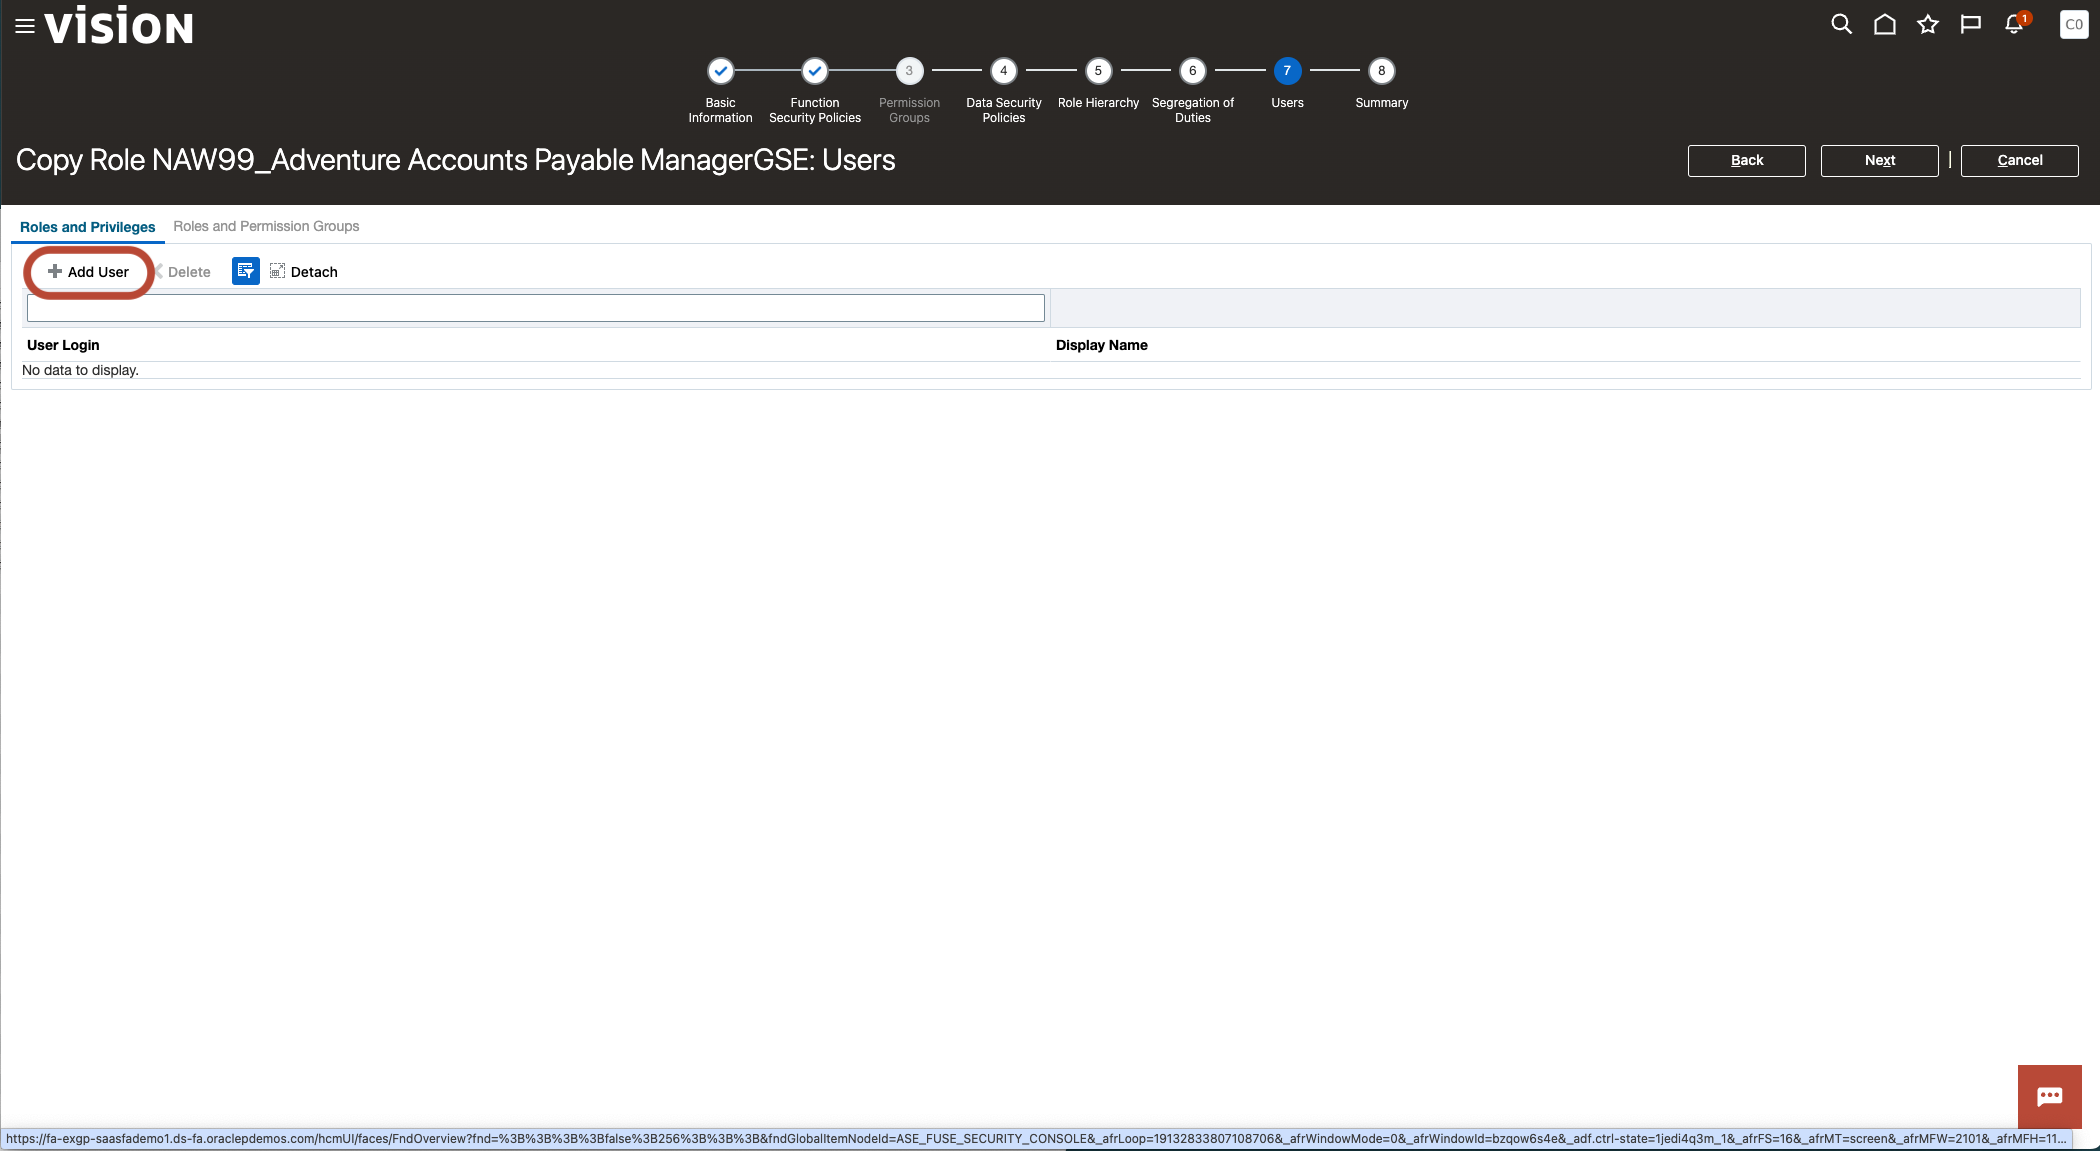 vision
1
C0
3
4
5
6
7
8
Basic
Information
Function
Security Policies
Permission
Groups
Data Security
Policies
Role Hierarchy
Segregation of
Duties
Users
Summary
Copy Role NAW99_Adventure Accounts Payable ManagerGSE: Users
Back
Next
Cancel
Roles and Privileges
Roles and Permission Groups
Add User
Delete
Detach
User Login
Display Name
No data to display.
https://fa-exgp-saasfademo1.ds-fa.oraclepdemos.com/hcmUI/faces/FndOverview?fnd=%3B%3B%3B%3Bfalse%3B256%3B%3B%3B&fndGlobalItemNodeId=ASE_FUSE_SECURITY_CONSOLE&_afrLoop=19132833807108706&_afrWindowMode=0&_afrWindowId=bzqow6s4e&_adf.ctrl-state=1jedi4q3m_1&_afrFS=16&_afrMT=screen&_afrMFW=2101&_afrMFH=11...